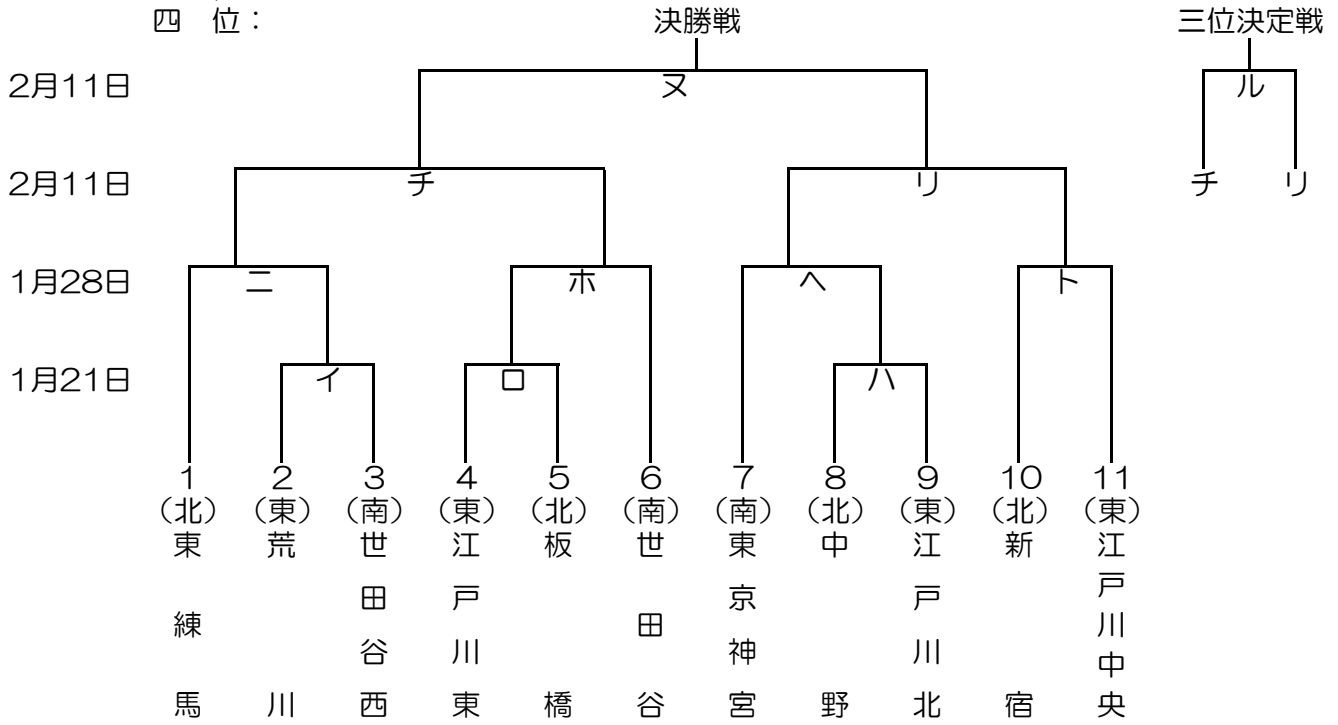 四　位：
決勝戦
三位決定戦
2月11日
ヌ
ル
2月11日
チ
リ
チ
リ
1月28日
ニ
ホ
ヘ
ト
1月21日
イ
ロ
ハ
1 2 3 4 5 6 7 8 9 10 11
（北）（東）（南）（東）（北）（南）（南）（北）（東）（北）（東）
東練馬
荒川
世田谷西
江戸川東
板橋
世田谷
東京神宮
中野
江戸川北
新宿
江戸川中央